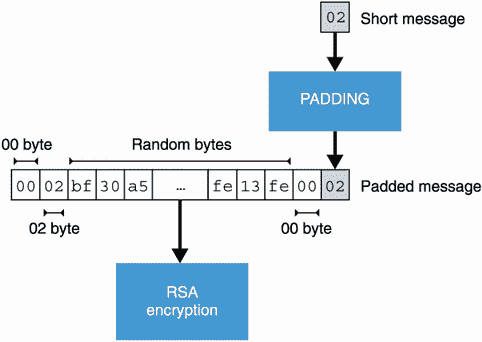 02 Short message
PADDING
00 byte Random bytes
00 02 bf 30 a5 … fe 13 fe 00 02 Padded message
02 byte 00 byte
RSA
encryption